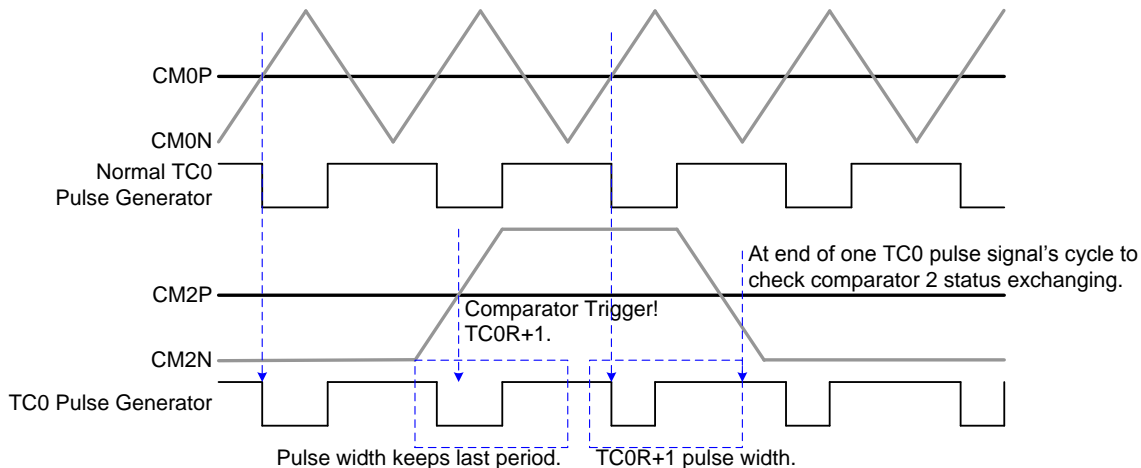 CM0P
CM0N
Normal TC0
Pulse Generator
At end of one TC0 pulse signal's cycle to
check comparator 2 status exchanging.
CM2P
Comparator Trigger!
TC0R+1.
CM2N
TC0 Pulse Generator
Pulse width keeps last period.
TC0R+1 pulse width.